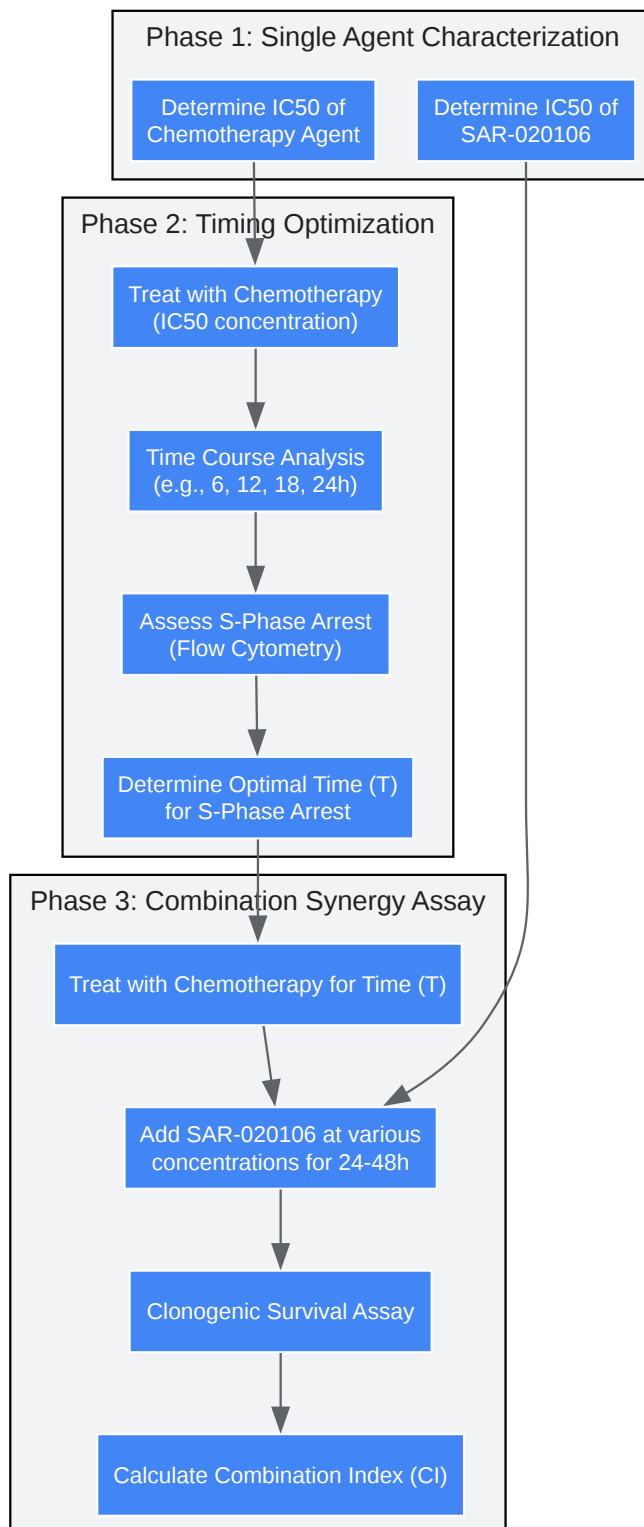 Phase 1: Single Agent Characterization
Determine IC50 of
Chemotherapy Agent
Determine IC50 of
SAR-020106
Phase 2: Timing Optimization
Treat with Chemotherapy
(IC50 concentration)
Time Course Analysis
(e.g., 6, 12, 18, 24h)
Assess S-Phase Arrest
(Flow Cytometry)
Determine Optimal Time (T)
for S-Phase Arrest
Phase 3: Combination Synergy Assay
Treat with Chemotherapy for Time (T)
Add SAR-020106 at various
concentrations for 24-48h
Clonogenic Survival Assay
Calculate Combination Index (CI)